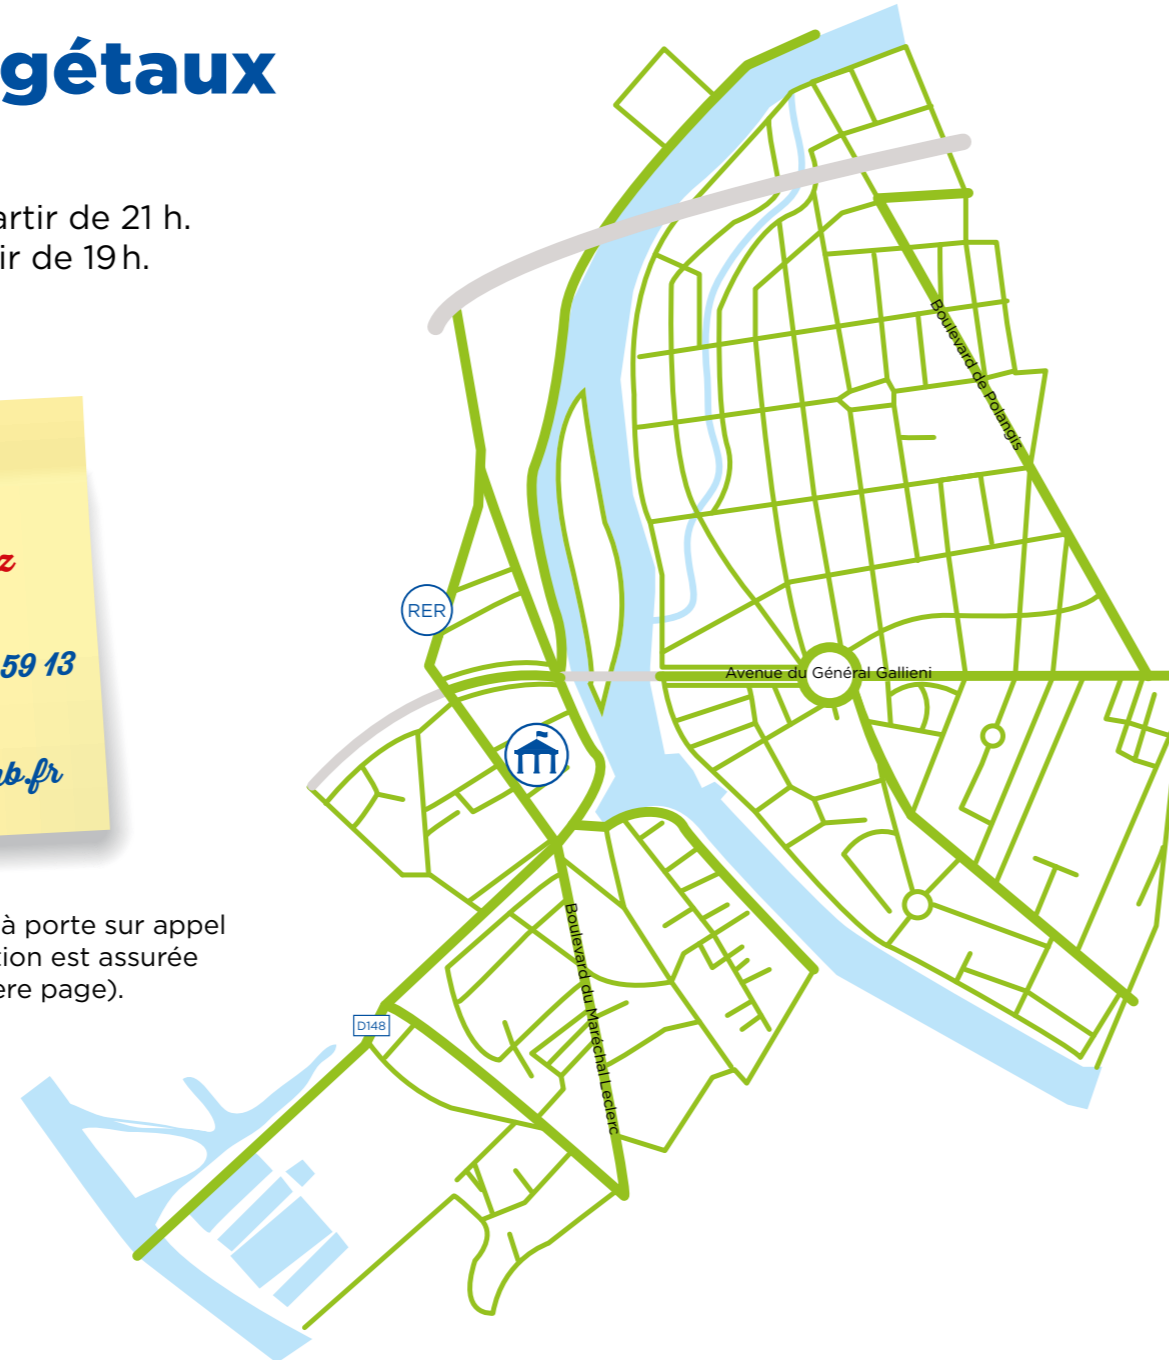 gétaux
artir de 21 h.
ir de 19 h.
z
59 13
b.fr
à porte sur appel
tion est assurée
ère page).
Boulevard de Polangis
RER
Avenue du Général Gallieni
Boulevard du Maréchal Leclerc
D148